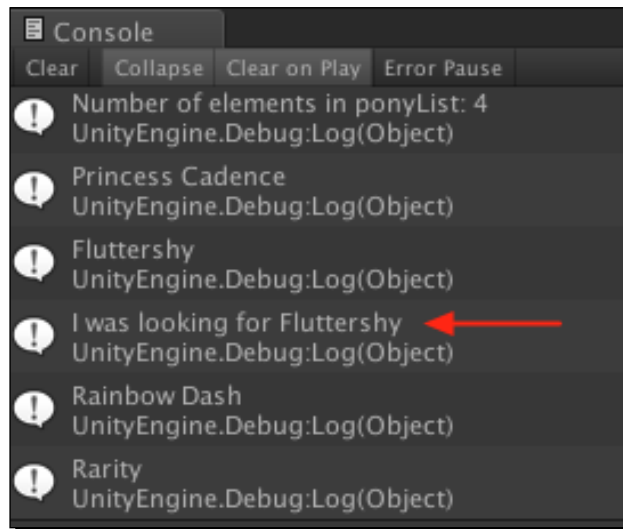 Console
Clear Collapse Clear on Play Error Pause
Number of elements in ponyList: 4
UnityEngine.Debug:Log(Object)
Princess Cadence
UnityEngine.Debug:Log(Object)
Fluttershy
UnityEngine.Debug:Log(Object)
I was looking for Fluttershy
UnityEngine.Debug:Log(Object)
Rainbow Dash
UnityEngine.Debug:Log(Object)
Rarity
UnityEngine.Debug:Log(Object)